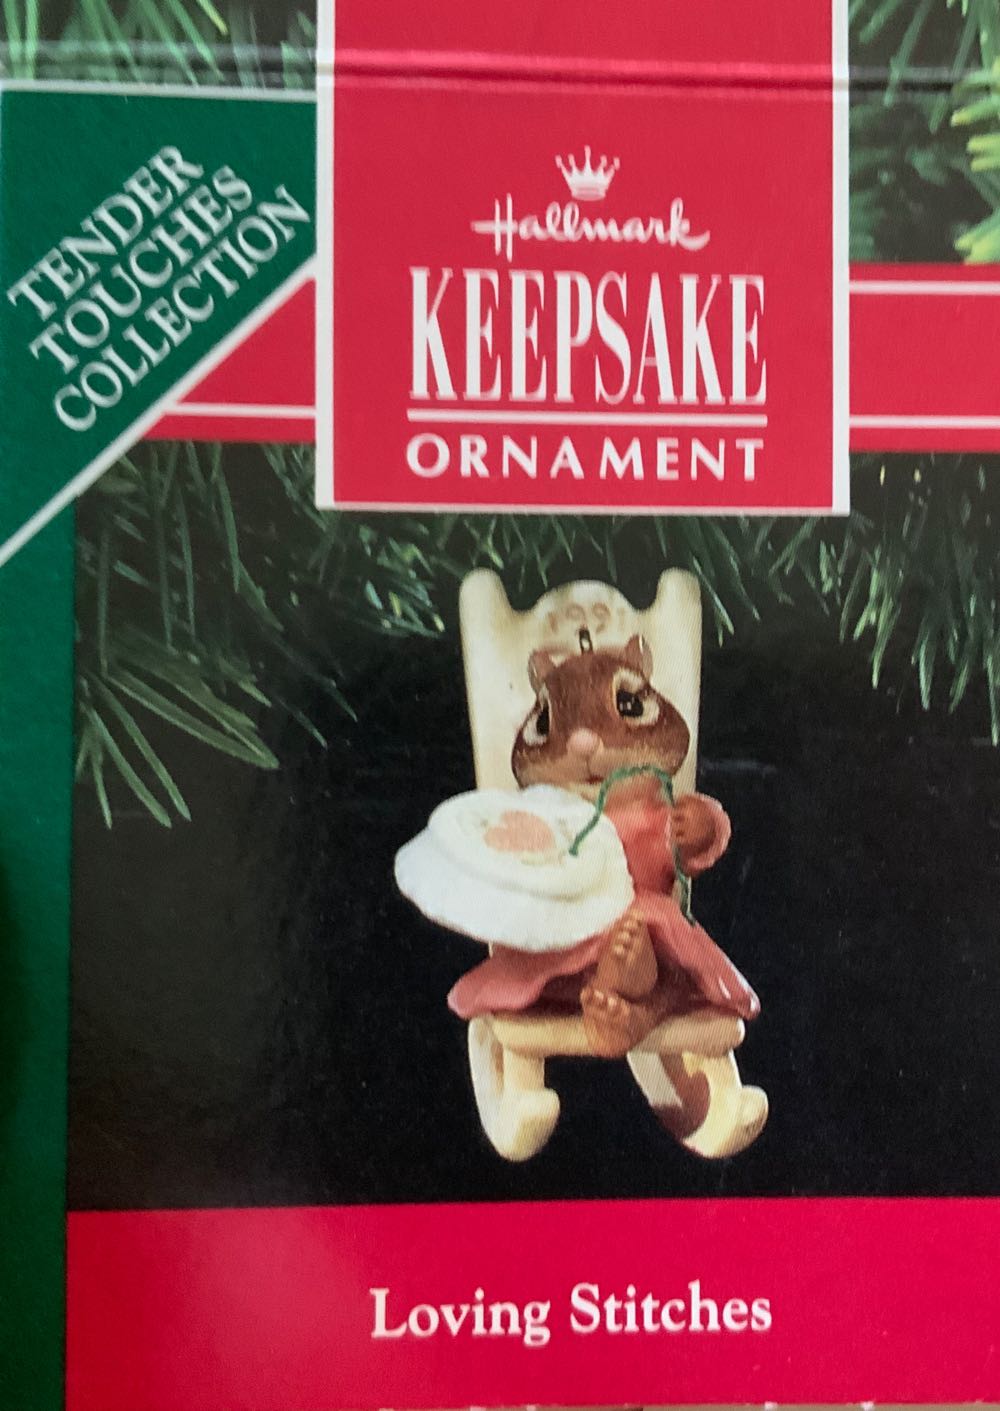 TENDER
TOUCHES
COLLECTION
Hallmark
KEEPSAKE
ORNAMENT
1991
Loving Stitches